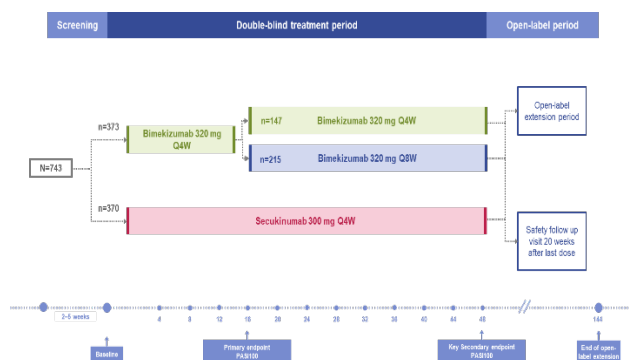 Screening
Double-blind treatment period
Open-label period
n=373
Bimekizumab 320 mg
Q4W
n=147
Bimekizumab 320 mg Q4W
n=215
Bimekizumab 320 mg Q8W
Open-label
extension period
N=743
n=370
Secukinumab 300 mg Q4W
Safety follow up
visit 20 weeks
after last dose
2–5 weeks
4
8
12
16
20
24
28
32
36
40
44
48
144
Baseline
Primary endpoint
PASI100
Key Secondary endpoint
PASI100
End of open-
label extension